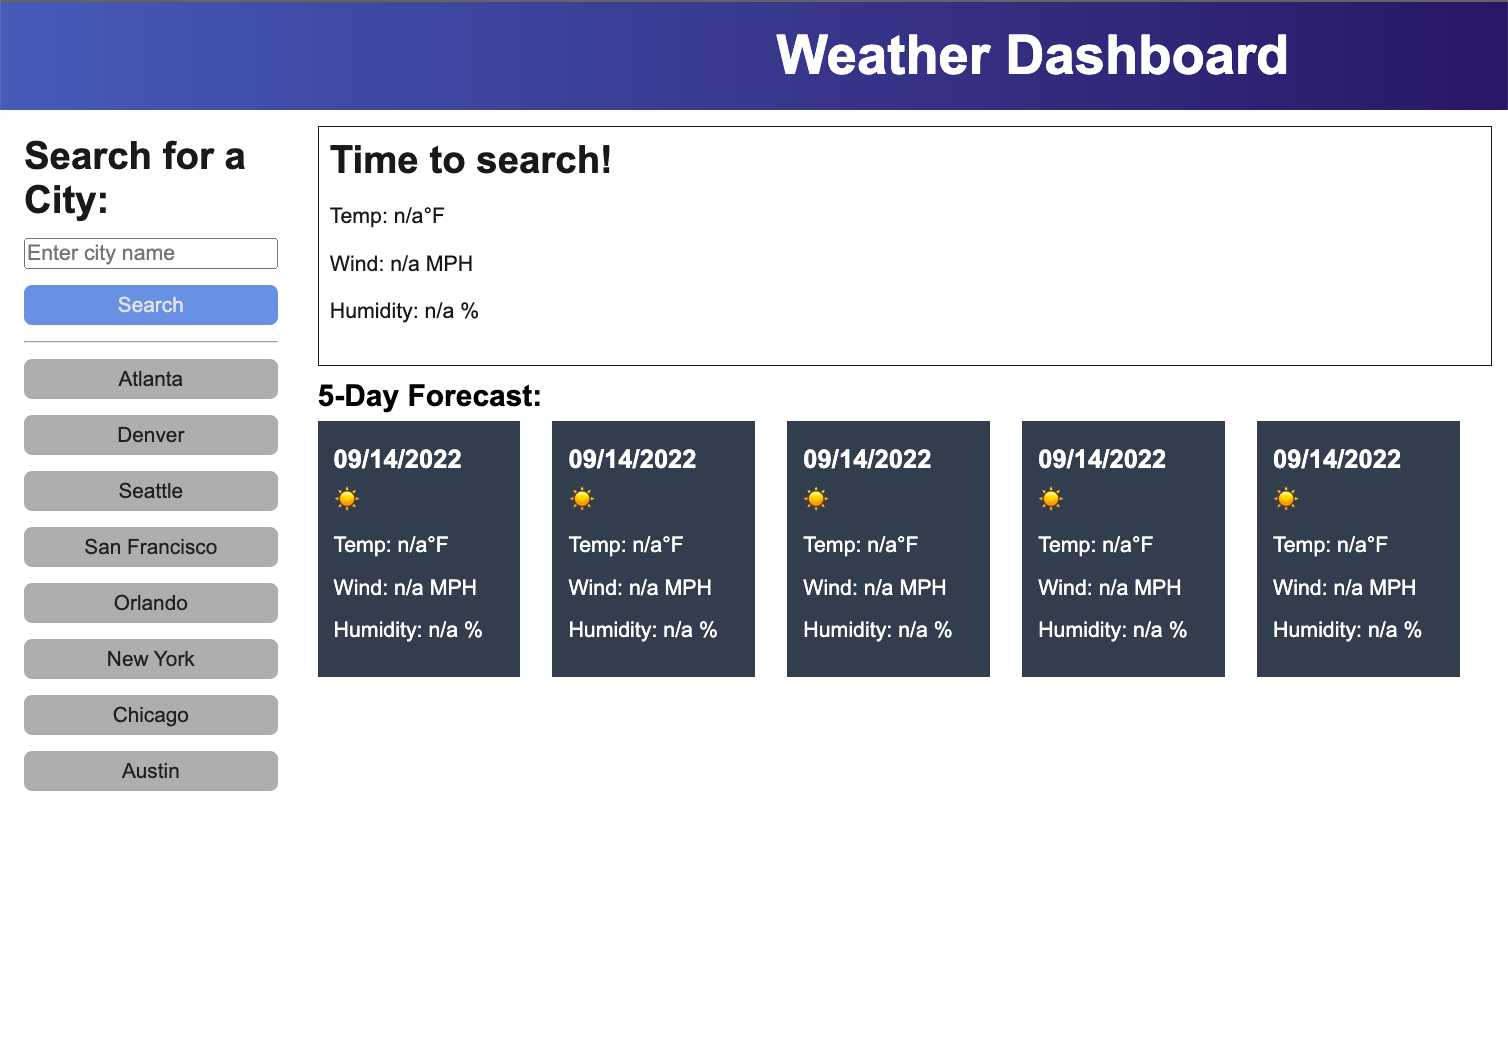 Weather Dashboard
Search for a
City:
Enter city name
Search
Atlanta
Denver
Seattle
San Francisco
Orlando
New York
Chicago
Austin
Time to search!
Temp: n/a°F
Wind: n/a MPH
Humidity: n/a %
5-Day Forecast:
09/14/2022
Temp: n/a°F
Wind: n/a MPH
Humidity: n/a %
09/14/2022
Temp: n/a°F
Wind: n/a MPH
Humidity: n/a %
09/14/2022
Temp: n/a°F
Wind: n/a MPH
Humidity: n/a %
09/14/2022
Temp: n/a°F
Wind: n/a MPH
Humidity: n/a %
09/14/2022
Temp: n/a°F
Wind: n/a MPH
Humidity: n/a %